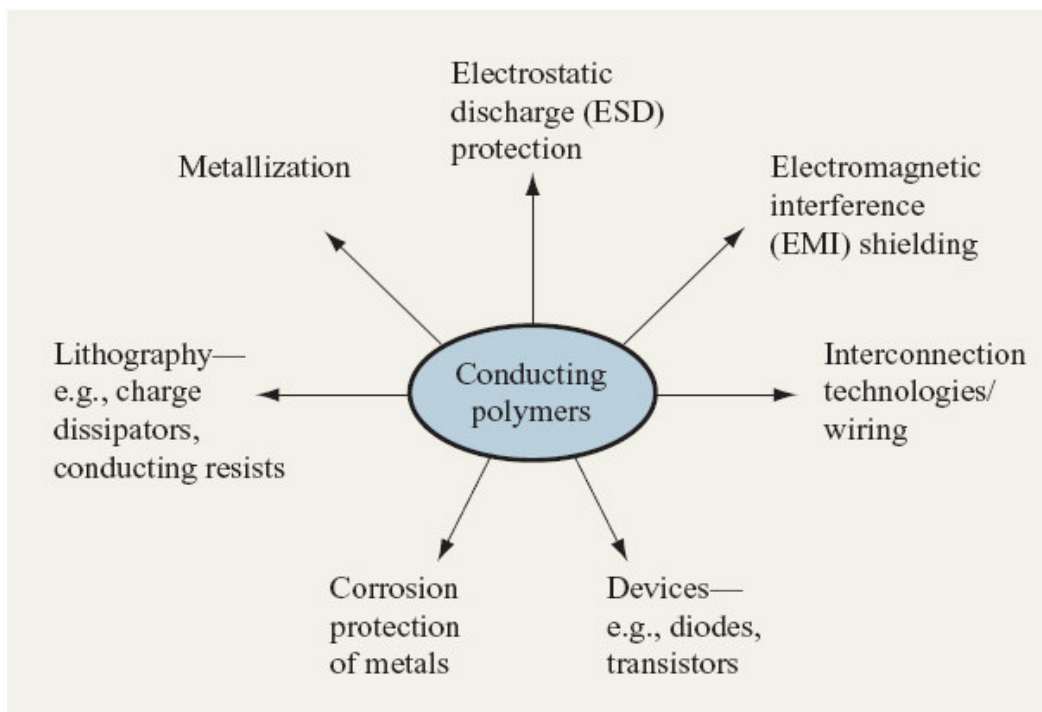 Electrostatic
discharge (ESD)
protection
Metallization
Electromagnetic
interference
(EMI) shielding
Lithography—
e.g., charge
dissipators,
conducting resists
Conducting
polymers
Interconnection
technologies/
wiring
Corrosion
protection
of metals
Devices—
e.g., diodes,
transistors